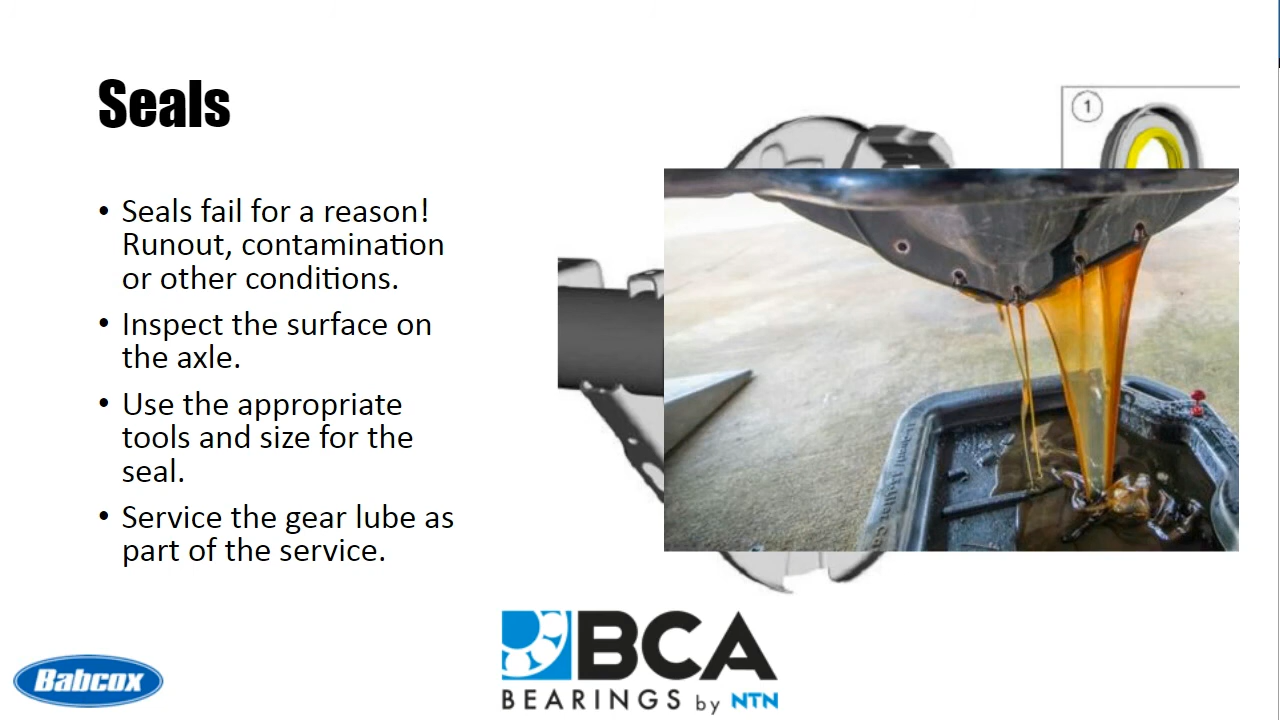 Seals
• Seals fail for a reason!
Runout, contamination
or other conditions.
• Inspect the surface on
the axle.
• Use the appropriate
tools and size for the
seal.
• Service the gear lube as
part of the service.
1
BCA
BEARINGS by NTN
Babcox